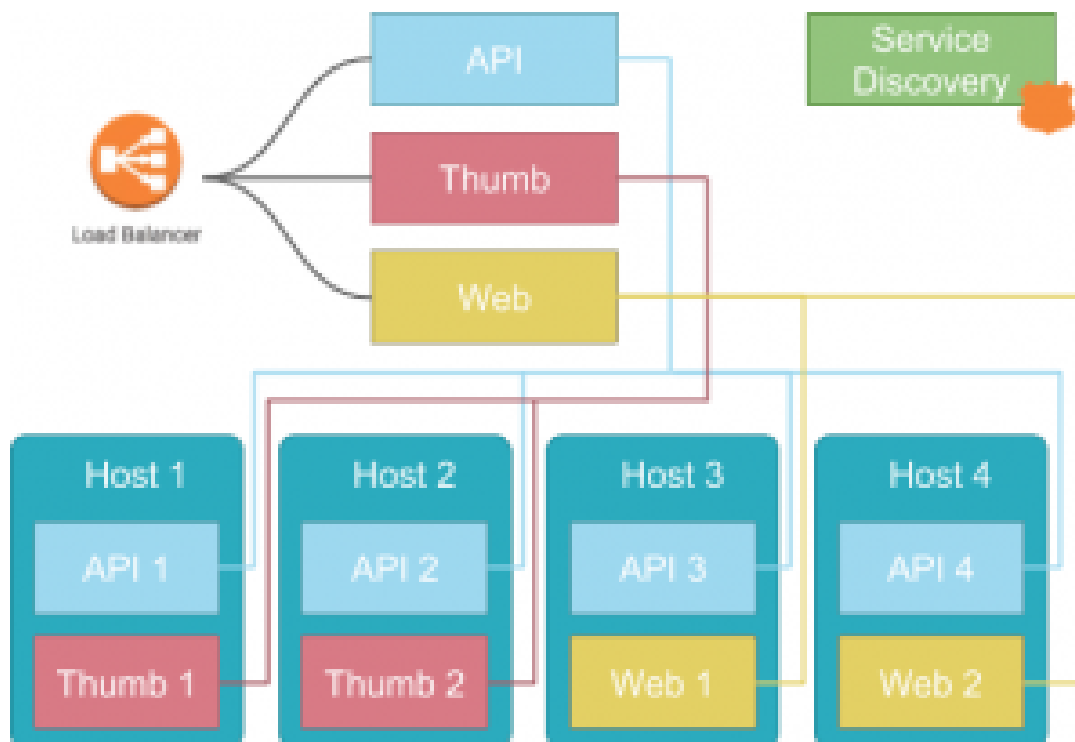 API
Service
Discovery
Thumb
Load Balancer
Web
Host 1
Host 2
Host 3
Host 4
API 1
API 2
API 3
API 4
Thumb 1
Thumb 2
Web 1
Web 2